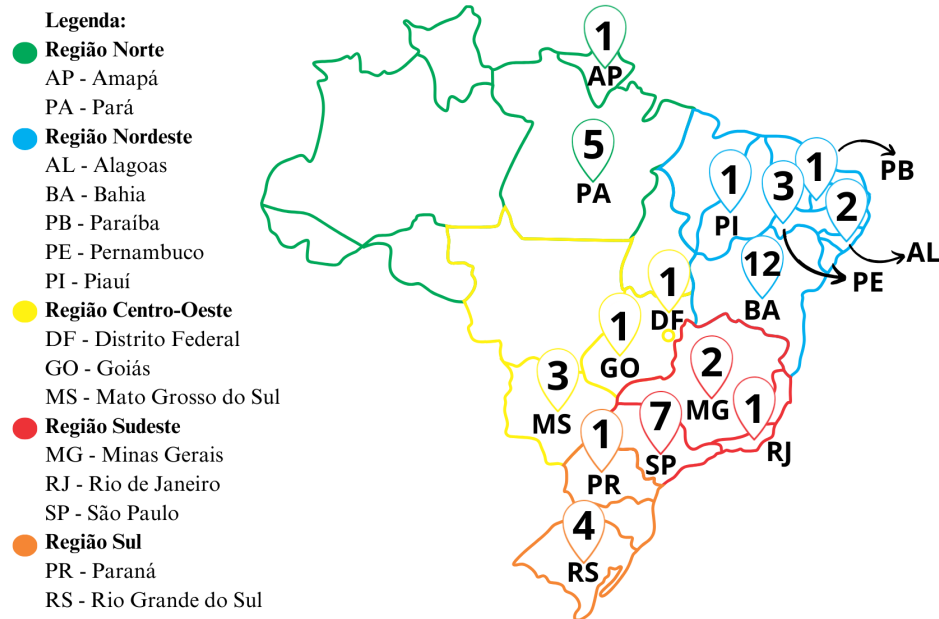 Legenda:
Região Norte
AP - Amapá
PA - Pará
Região Nordeste
AL - Alagoas
BA - Bahia
PB - Paraíba
PE - Pernambuco
PI - Piauí
Região Centro-Oeste
DF - Distrito Federal
GO - Goiás
MS - Mato Grosso do Sul
Região Sudeste
MG - Minas Gerais
RJ - Rio de Janeiro
SP - São Paulo
Região Sul
PR - Paraná
RS - Rio Grande do Sul
1
AP
5
PA
1
PI
3
PE
1
PB
2
AL
12
BA
1
DF
1
GO
3
MS
2
MG
1
RJ
7
SP
1
PR
4
RS